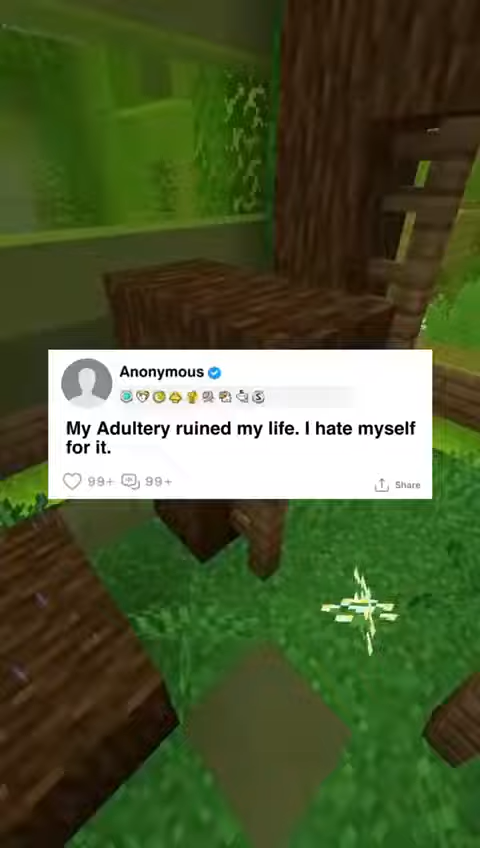 Anonymous
My Adultery ruined my life. I hate myself
for it.
99+ 99+ Share